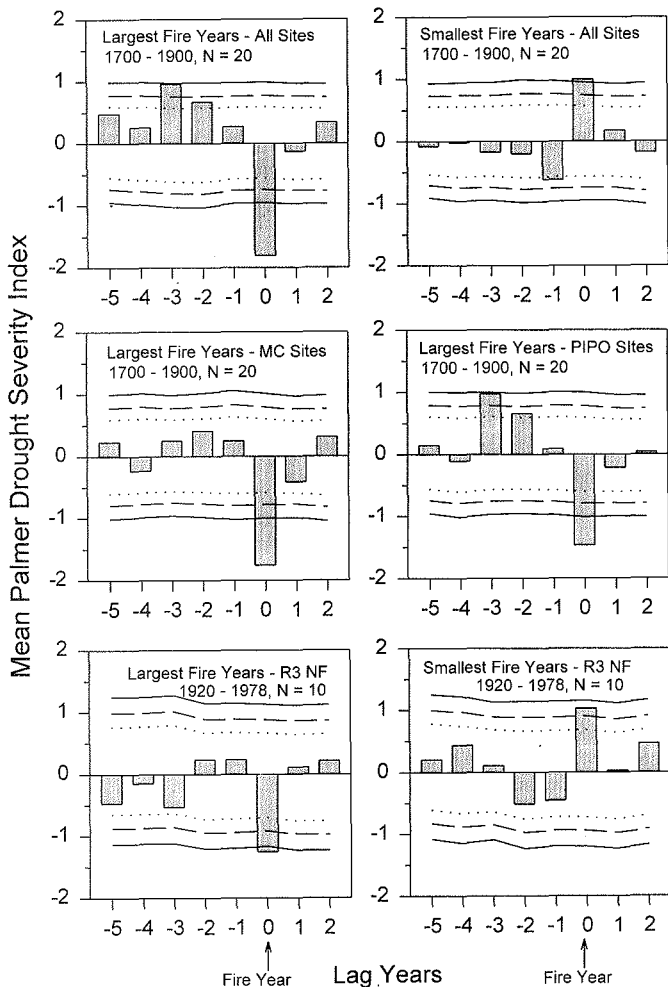 Mean Palmer Drought Severity Index
Largest Fire Years - All Sites
1700 - 1900, N = 20
2
1
0
-1
-2
-5 -4 -3 -2 -1 0 1 2
Smallest Fire Years - All Sites
1700 - 1900, N = 20
2
1
0
-1
-2
-5 -4 -3 -2 -1 0 1 2
Largest Fire Years - MC Sites
1700 - 1900, N = 20
2
1
0
-1
-2
-5 -4 -3 -2 -1 0 1 2
Largest Fire Years - PIPO SItes
1700 - 1900, N = 20
2
1
0
-1
-2
-5 -4 -3 -2 -1 0 1 2
Largest Fire Years - R3 NF
1920 - 1978, N = 10
2
1
0
-1
-2
-5 -4 -3 -2 -1 0 1 2
Smallest Fire Years - R3 NF
1920 - 1978, N = 10
2
1
0
-1
-2
-5 -4 -3 -2 -1 0 1 2
Fire Year
Lag Years
Fire Year